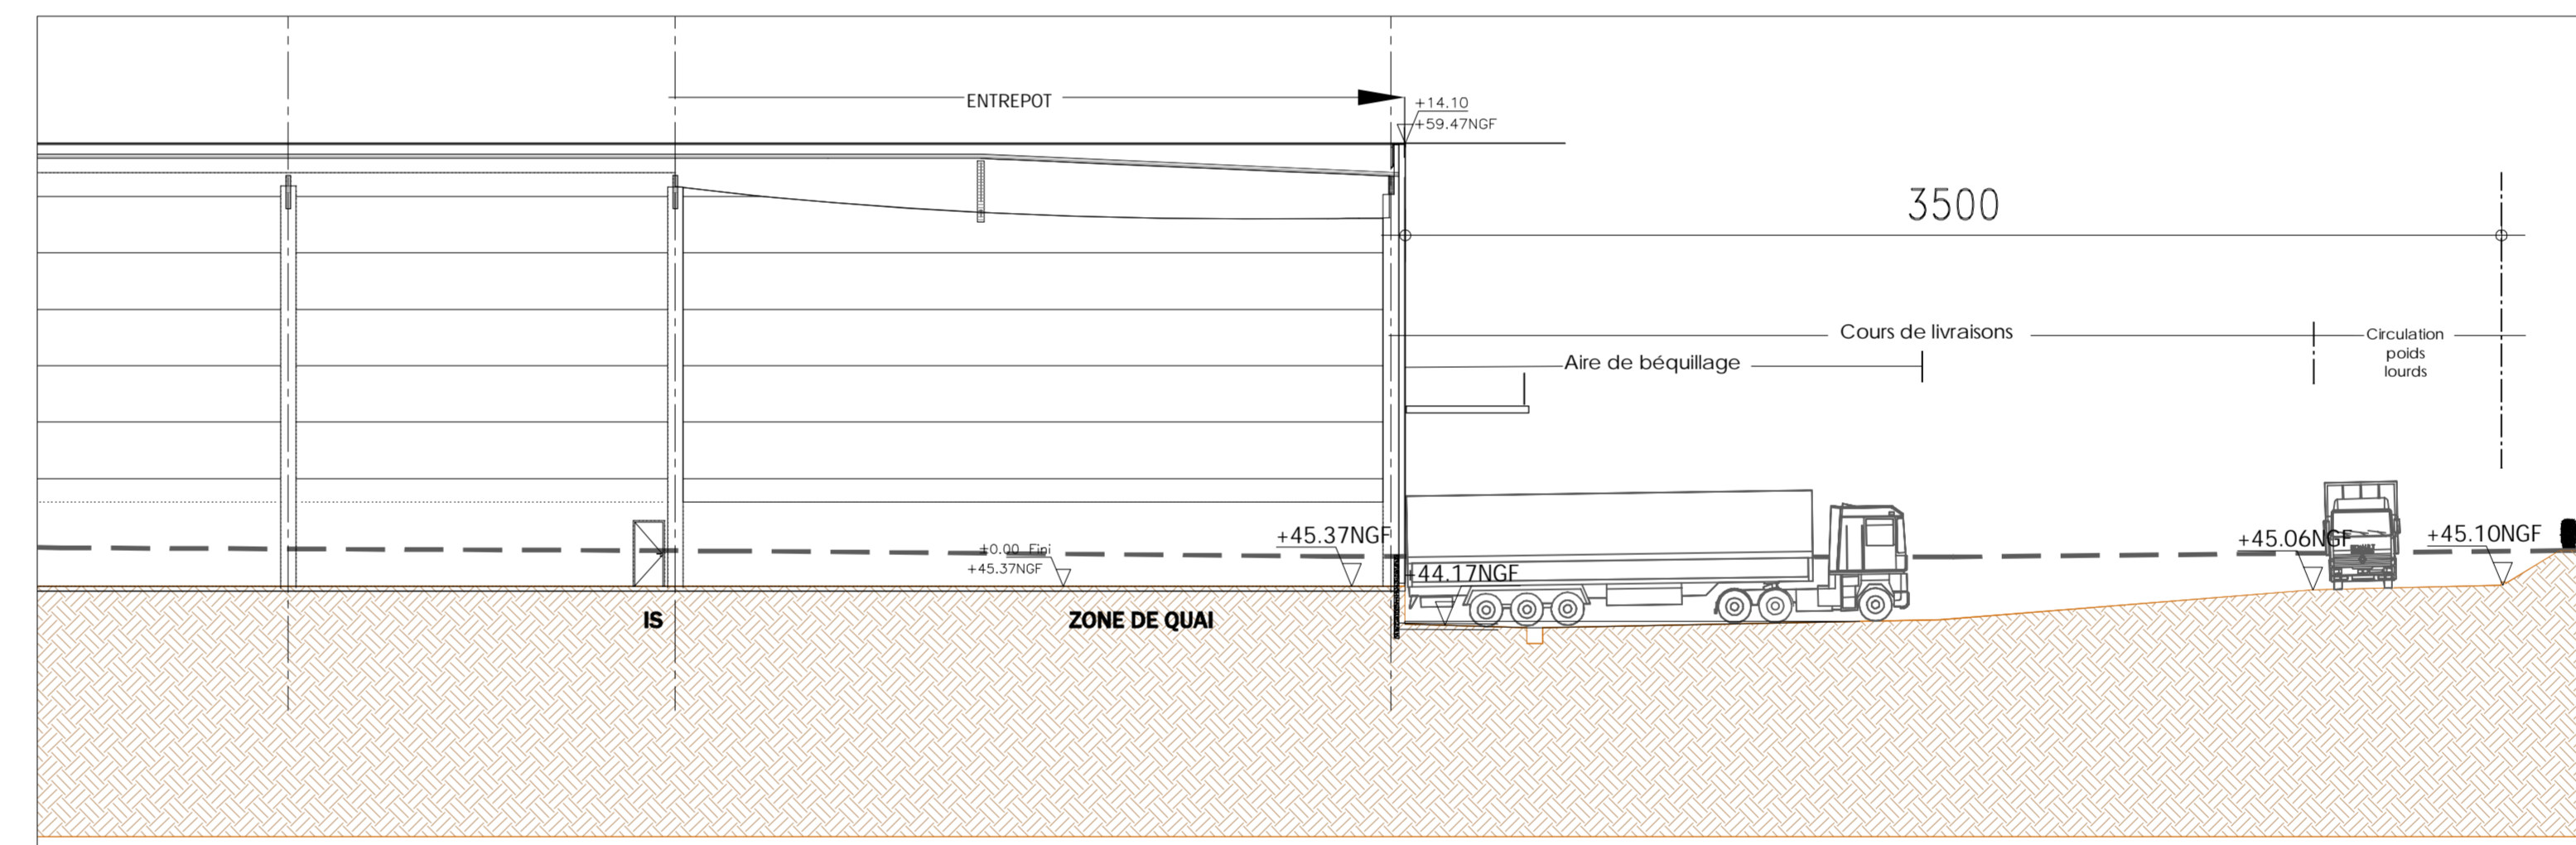 ENTREPOT
+14.10
+59.47NGF
3500
Cours de livraisons
Circulation
poids
lourds
Aire de béquillage
+0.00 Fini
+45.37NGF
+45.37NGF
+44.17NGF
+45.06NGF
+45.10NGF
IS
ZONE DE QUAI